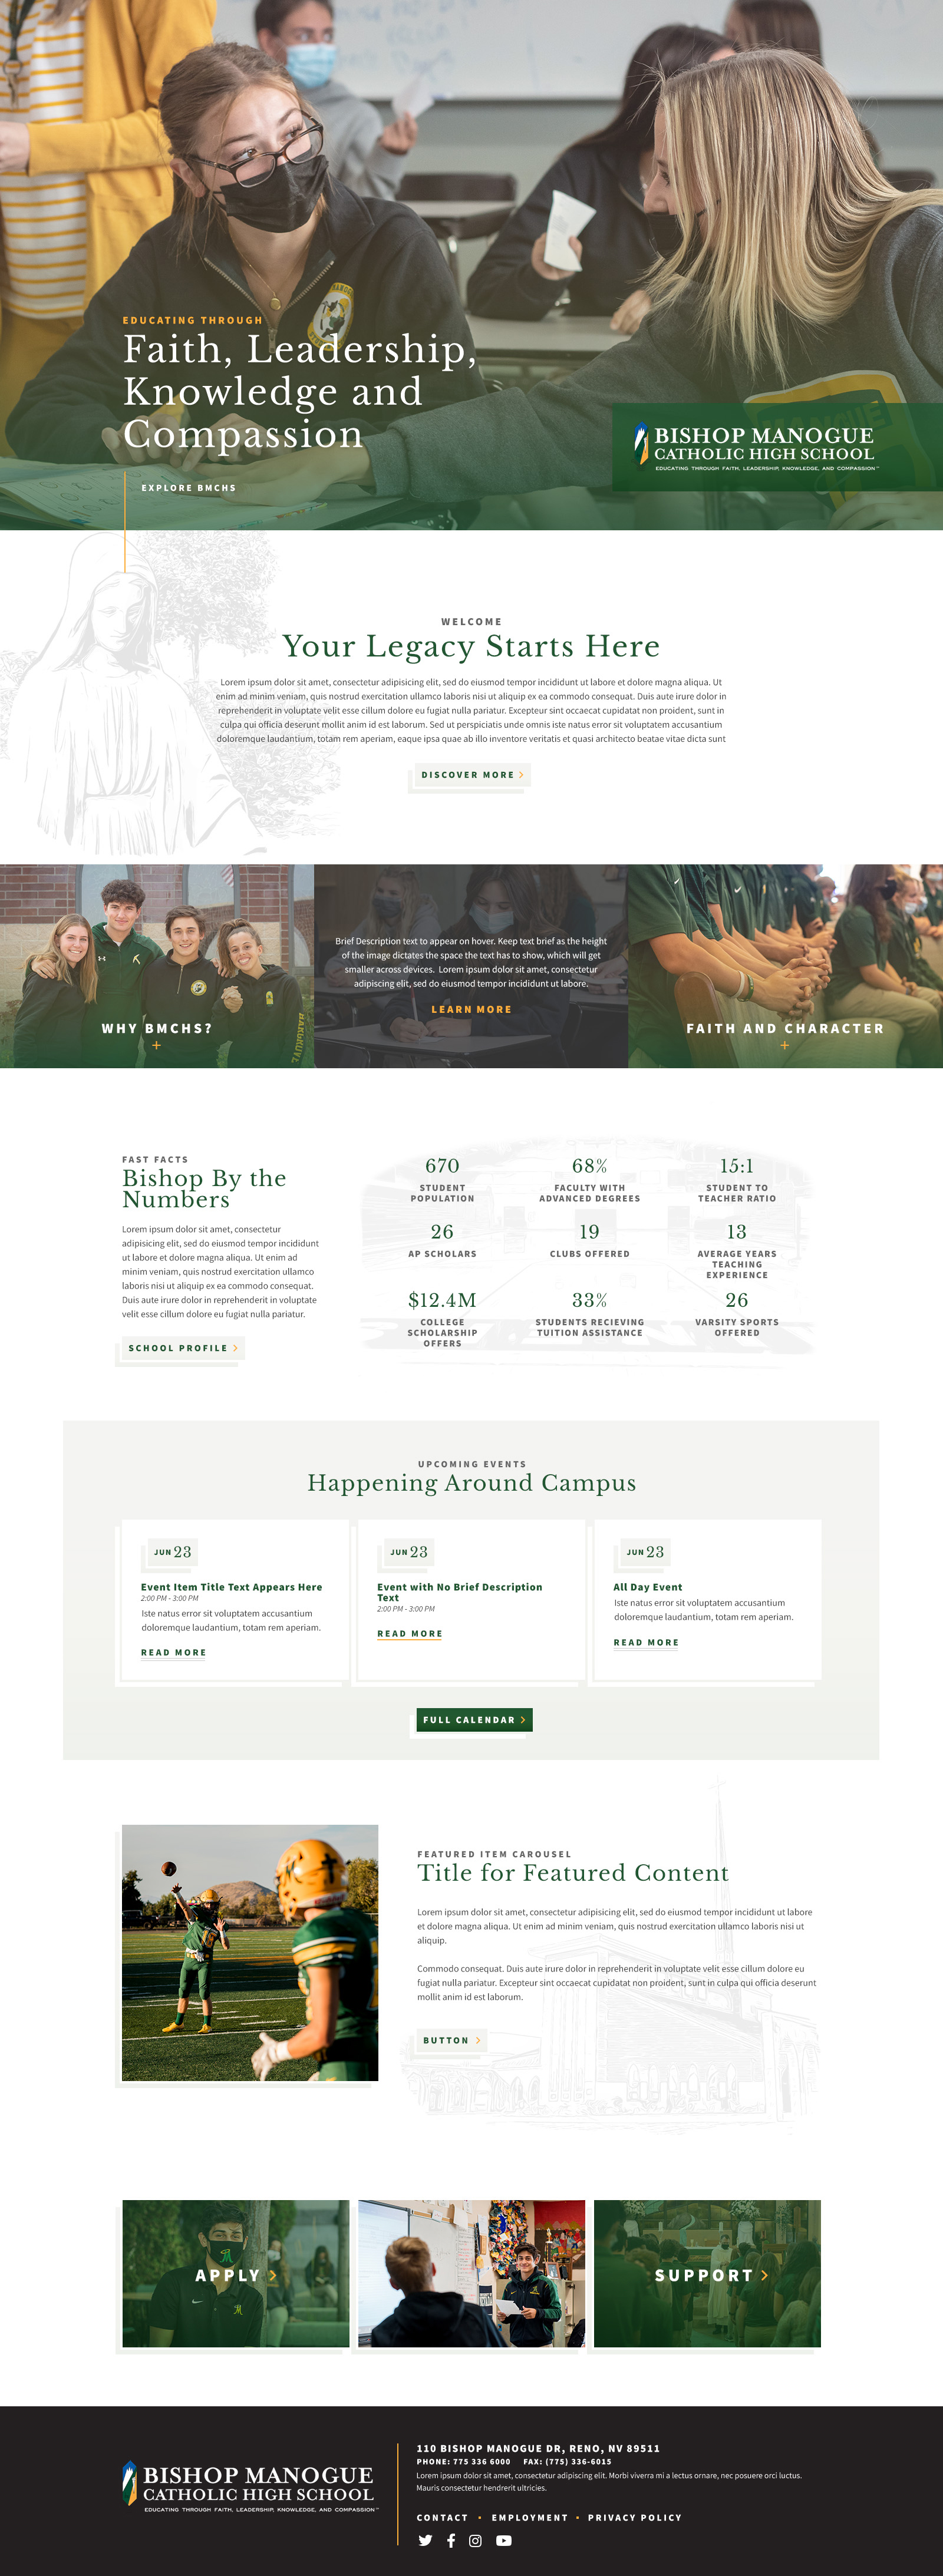 EDUCATING THROUGH
Faith, Leadership,
Knowledge and
Compassion
EXPLORE BMCHS
BISHOP MANOGUE
CATHOLIC HIGH SCHOOL
EDUCATING THROUGH FAITH, LEADERSHIP, KNOWLEDGE, AND COMPASSION™
WELCOME
Your Legacy Starts Here
Lorem ipsum dolor sit amet, consectetur adipisicing elit, sed do eiusmod tempor incididunt ut labore et dolore magna aliqua. Ut
enim ad minim veniam, quis nostrud exercitation ullamco laboris nisi ut aliquip ex ea commodo consequat. Duis aute irure dolor in
reprehenderit in voluptate velit esse cillum dolore eu fugiat nulla pariatur. Excepteur sint occaecat cupidatat non proident, sunt in
culpa qui officia deserunt mollit anim id est laborum. Sed ut perspiciatis unde omnis iste natus error sit voluptatem accusantium
doloremque laudantium, totam rem aperiam, eaque ipsa quae ab illo inventore veritatis et quasi architecto beatae vitae dicta sunt
DISCOVER MORE
WHY BMCHS?
+
Brief Description text to appear on hover. Keep text brief as the height
of the image dictates the space the text has to show, which will get
smaller across devices. Lorem ipsum dolor sit amet, consectetur
adipiscing elit, sed do eiusmod tempor incididunt ut labore.
LEARN MORE
FAITH AND CHARACTER
+
FAST FACTS
Bishop By the
Numbers
Lorem ipsum dolor sit amet, consectetur
adipisicing elit, sed do eiusmod tempor incididunt
ut labore et dolore magna aliqua. Ut enim ad
minim veniam, quis nostrud exercitation ullamco
laboris nisi ut aliquip ex ea commodo consequat.
Duis aute irure dolor in reprehenderit in voluptate
velit esse cillum dolore eu fugiat nulla pariatur.
SCHOOL PROFILE
670
STUDENT
POPULATION
68%
FACULTY WITH
ADVANCED DEGREES
15:1
STUDENT TO
TEACHER RATIO
26
AP SCHOLARS
19
CLUBS OFFERED
13
AVERAGE YEARS
TEACHING
EXPERIENCE
$12.4M
COLLEGE
SCHOLARSHIP
OFFERS
33%
STUDENTS RECIEVING
TUITION ASSISTANCE
26
VARSITY SPORTS
OFFERED
UPCOMING EVENTS
Happening Around Campus
JUN 23
Event Item Title Text Appears Here
2:00 PM - 3:00 PM
Iste natus error sit voluptatem accusantium
doloremque laudantium, totam rem aperiam.
READ MORE
JUN 23
Event with No Brief Description
Text
2:00 PM - 3:00 PM
READ MORE
JUN 23
All Day Event
Iste natus error sit voluptatem accusantium
doloremque laudantium, totam rem aperiam.
READ MORE
FULL CALENDAR
FEATURED ITEM CAROUSEL
Title for Featured Content
Lorem ipsum dolor sit amet, consectetur adipisicing elit, sed do eiusmod tempor incididunt ut labore
et dolore magna aliqua. Ut enim ad minim veniam, quis nostrud exercitation ullamco laboris nisi ut
aliquip.
Commodo consequat. Duis aute irure dolor in reprehenderit in voluptate velit esse cillum dolore eu
fugiat nulla pariatur. Excepteur sint occaecat cupidatat non proident, sunt in culpa qui officia deserunt
mollit anim id est laborum.
BUTTON
APPLY
SUPPORT
BISHOP MANOGUE
CATHOLIC HIGH SCHOOL
EDUCATING THROUGH FAITH, LEADERSHIP, KNOWLEDGE, AND COMPASSION™
110 BISHOP MANOGUE DR, RENO, NV 89511
PHONE: 775 336 6000 FAX: (775) 336-6015
Lorem ipsum dolor sit amet, consectetur adipiscing elit. Morbi viverra mi a lectus ornare, nec posuere orci luctus.
Mauris consectetur hendrerit ultricies.
CONTACT • EMPLOYMENT • PRIVACY POLICY